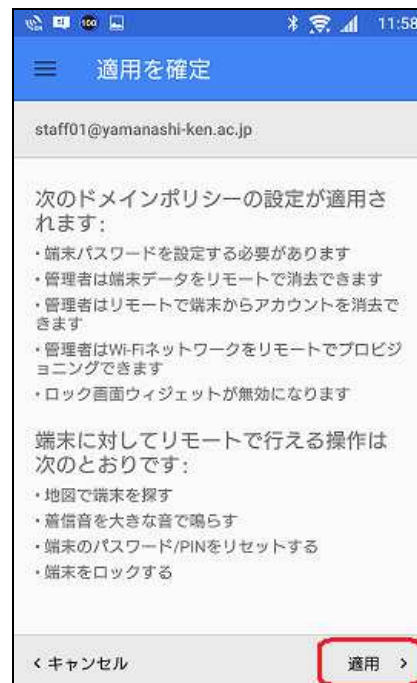 100 11:58
適用を確定
staff01@yamanashi-ken.ac.jp
次のドメインポリシーの設定が適用さ
れます:
・端末パスワードを設定する必要があります
・管理者は端末データをリモートで消去できます
・管理者はリモートで端末からアカウントを消去で
きます
・管理者はWi-Fiネットワークをリモートでプロビジ
ョニングできます
・ロック画面ウィジェットが無効になります
端末に対してリモートで行える操作は
次のとおりです:
・地図で端末を探す
・着信音を大きな音で鳴らす
・端末のパスワード/PINをリセットする
・端末をロックする
< キャンセル 適用 >